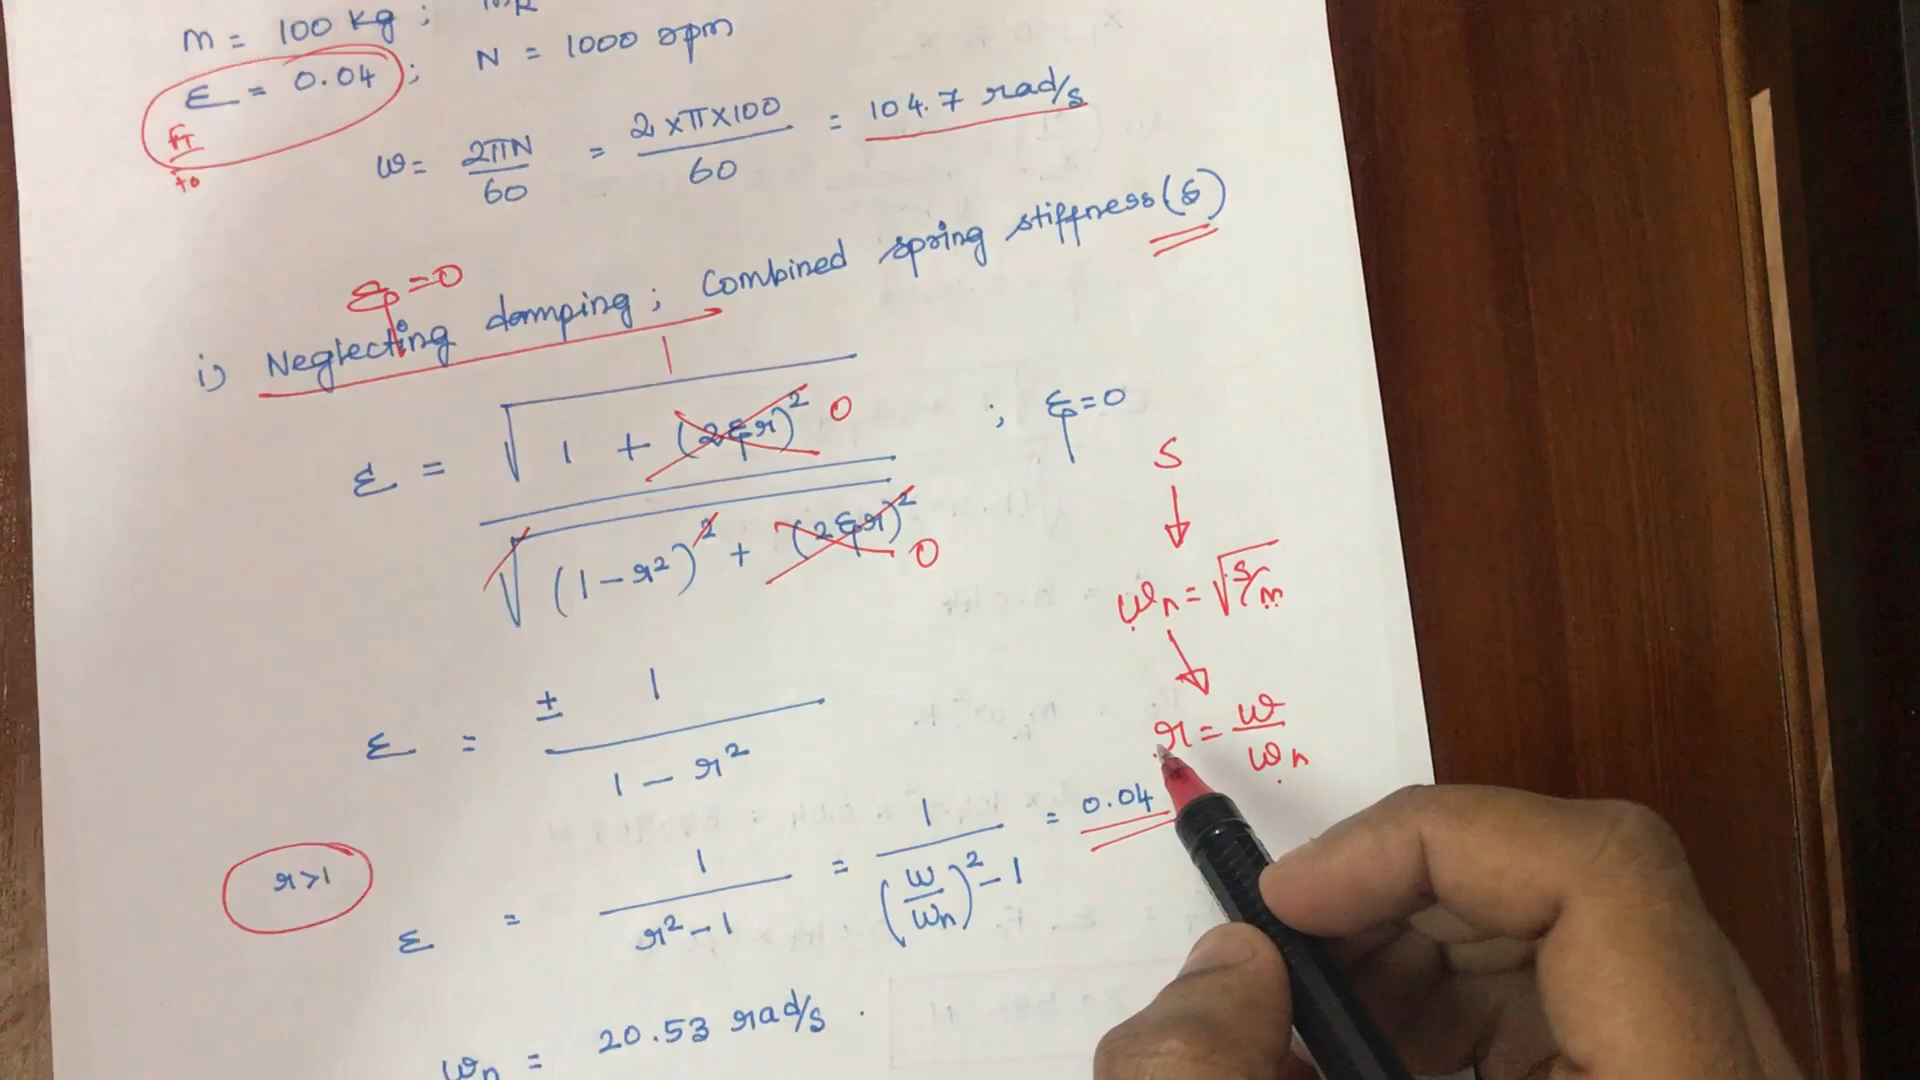 m = 100 kg ;
ε = 0.04 ; N = 1000 rpm
FT
to
ω = 2πN/60 = 2×π×100/60 = 104.7 rad/s
ξ=0
i) Neglecting damping ; Combined spring stiffness (s)
1
ε = √1 + (2ξr)² 0 ; ξ=0
√(1-r²)² + (2ξr)² 0
s
ωn = √s/m
r = ω/ωn
ε = ± 1/1-r²
r>1
ε = 1/r²-1 = 1/(ω/ωn)²-1 = 0.04
ωn = 20.53 rad/s .